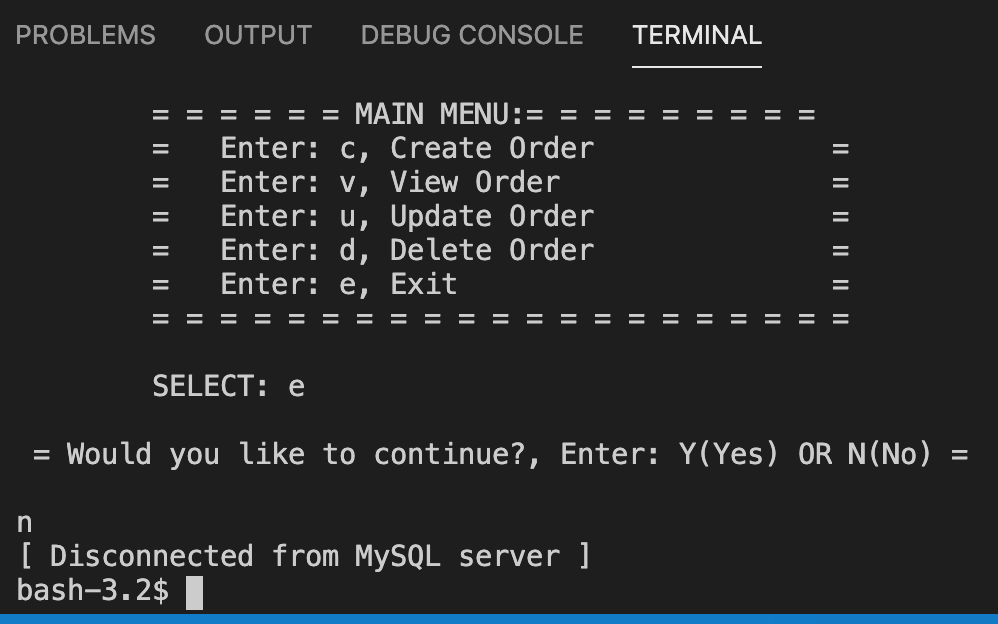 PROBLEMS OUTPUT DEBUG CONSOLE TERMINAL
= = = = = = MAIN MENU:= = = = = = = = =
= Enter: c, Create Order =
= Enter: v, View Order =
= Enter: u, Update Order =
= Enter: d, Delete Order =
= Enter: e, Exit =
= = = = = = = = = = = = = = = = = = = = =
SELECT: e
= Would you like to continue?, Enter: Y(Yes) OR N(No) =
n
[ Disconnected from MySQL server ]
bash-3.2$